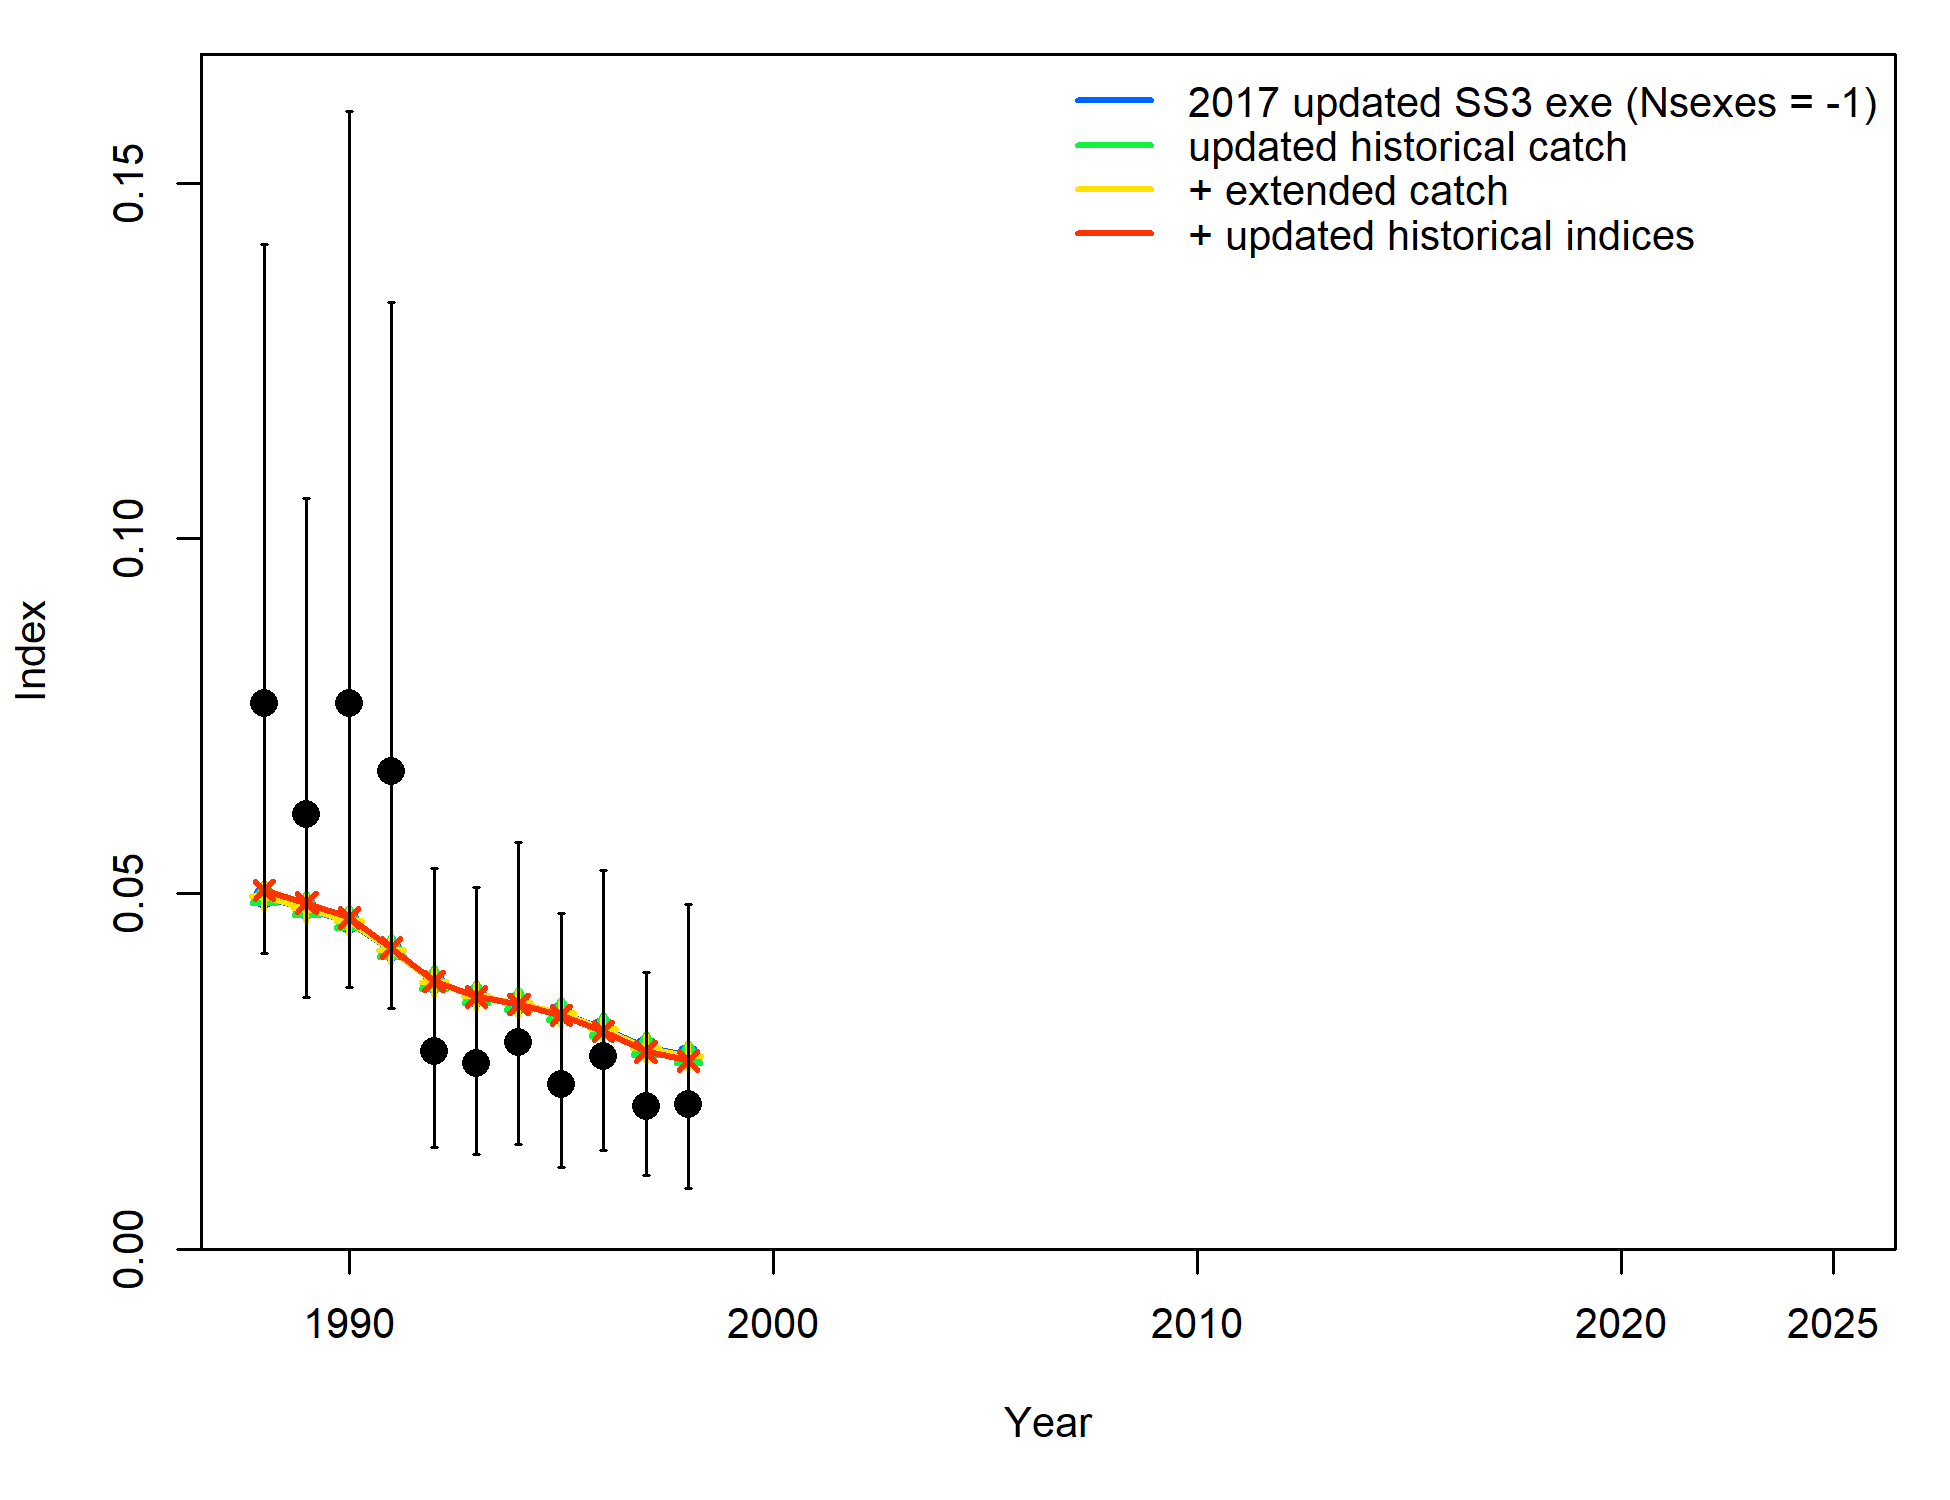 2017 updated SS3 exe (Nsexes = -1)
updated historical catch
+ extended catch
+ updated historical indices
0.15
0.10
0.05
0.00
Index
1990 2000 2010 2020 2025
Year